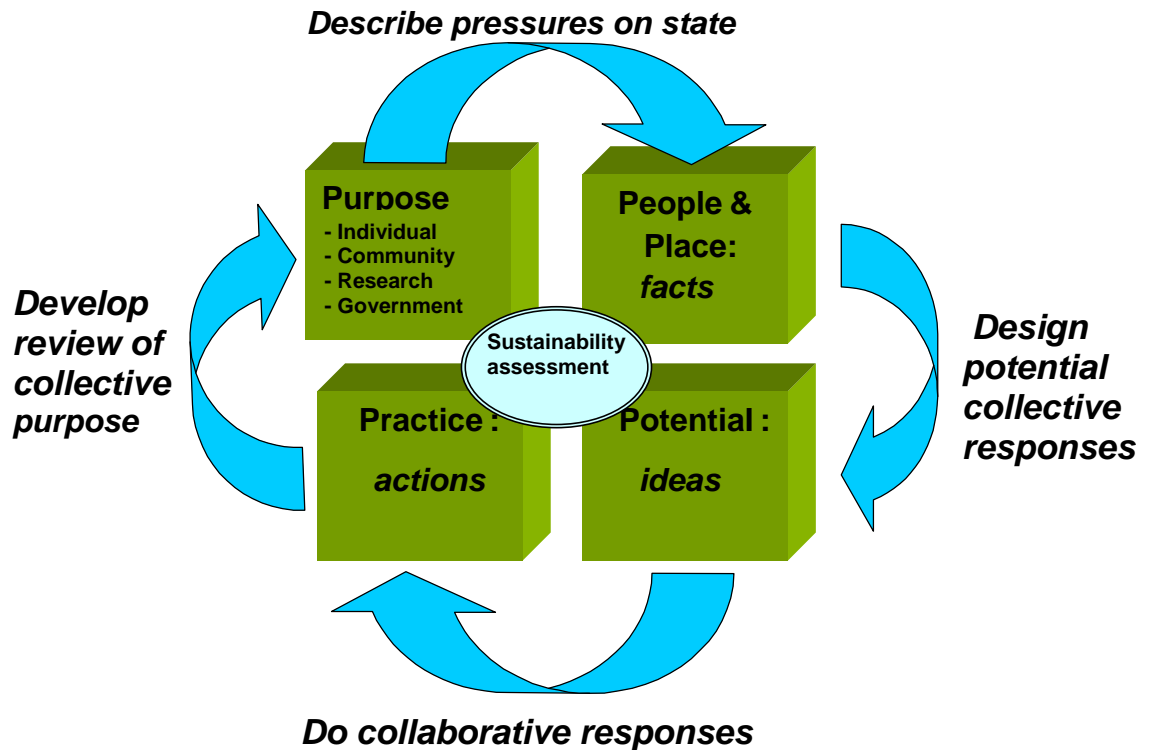 Describe pressures on state
Purpose
- Individual
- Community
- Research
- Government
People &
Place:
facts
Develop
review of
collective
purpose
Sustainability
assessment
Design
potential
collective
responses
Practice :
actions
Potential :
ideas
Do collaborative responses